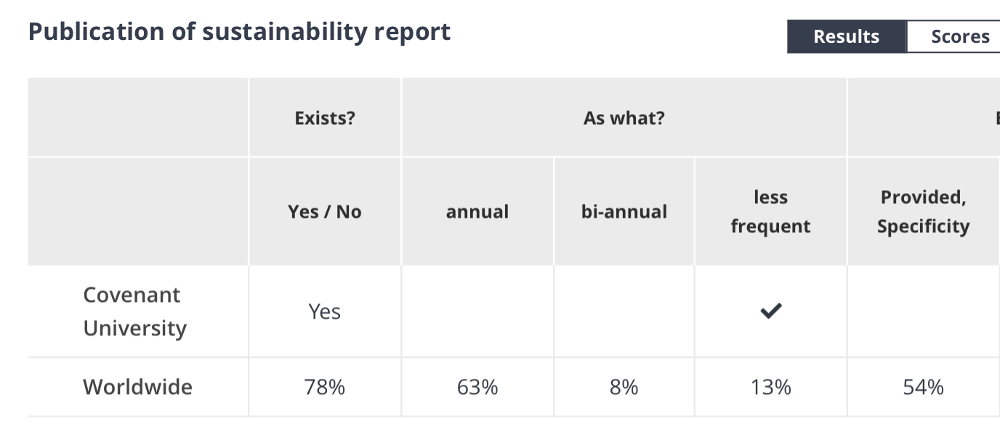 Publication of sustainability report
Results
Scores
Exists?
As what?
Yes / No
annual
bi-annual
less
frequent
Provided,
Specificity
Covenant
University
Yes
✔
Worldwide
78%
63%
8%
13%
54%